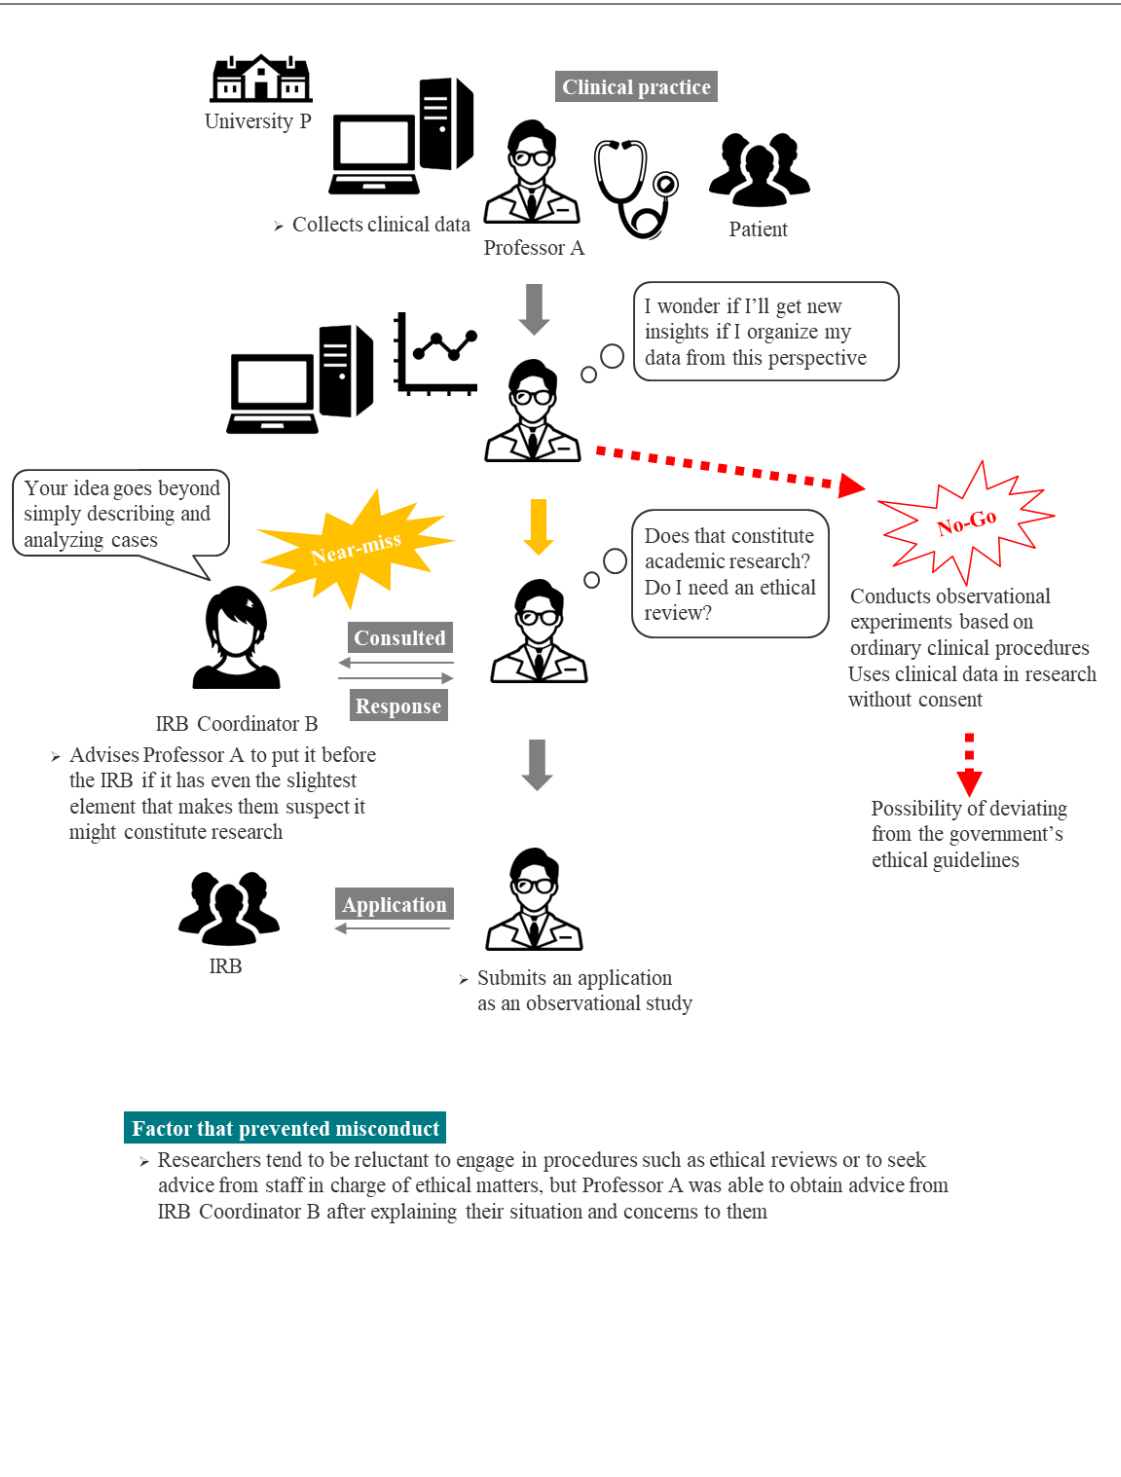 Clinical practice
University P
➢ Collects clinical data
Professor A
Patient
I wonder if I’ll get new
insights if I organize my
data from this perspective
Your idea goes beyond
simply describing and
analyzing cases
Near-miss
No-Go
Does that constitute
academic research?
Do I need an ethical
review?
Conducts observational
experiments based on
ordinary clinical procedures
Uses clinical data in research
without consent
Consulted
Response
IRB Coordinator B
➢ Advises Professor A to put it before
the IRB if it has even the slightest
element that makes them suspect it
might constitute research
Possibility of deviating
from the government’s
ethical guidelines
Application
IRB
➢ Submits an application
as an observational study
Factor that prevented misconduct
➢ Researchers tend to be reluctant to engage in procedures such as ethical reviews or to seek
advice from staff in charge of ethical matters, but Professor A was able to obtain advice from
IRB Coordinator B after explaining their situation and concerns to them